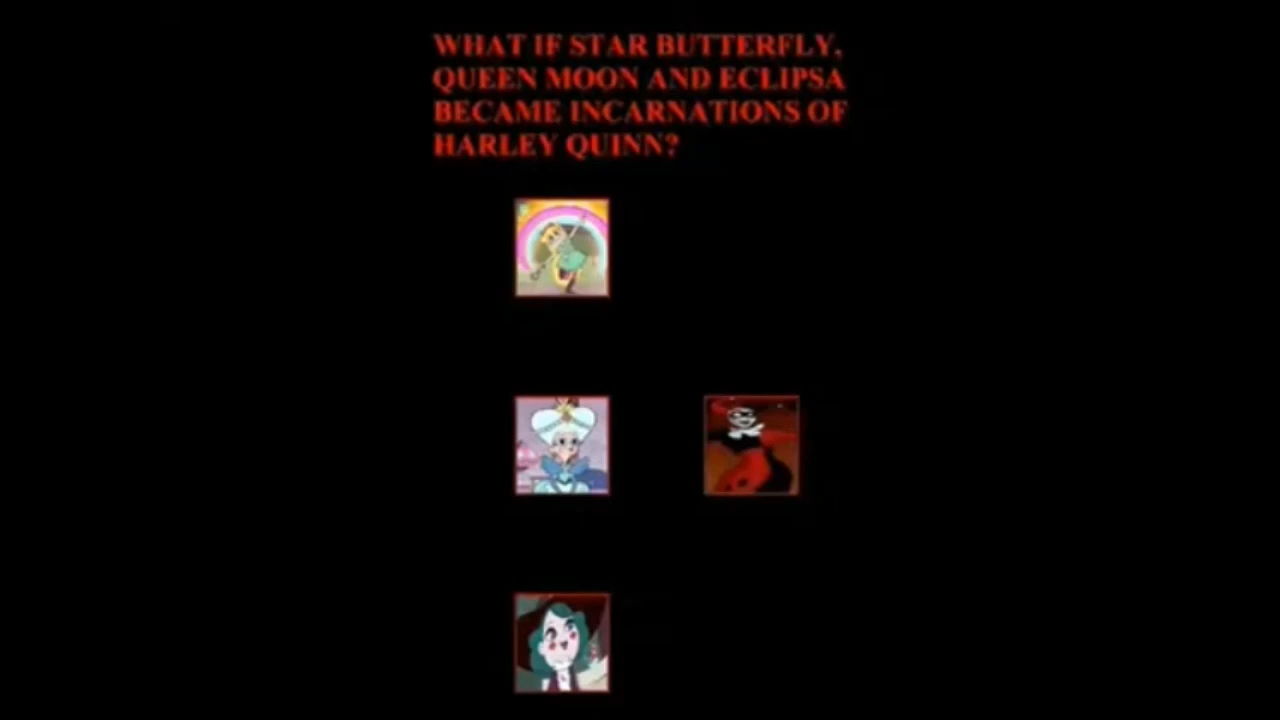 WHAT IF STAR BUTTERFLY,
QUEEN MOON AND ECLIPSA
BECAME INCARNATIONS OF
HARLEY QUINN?